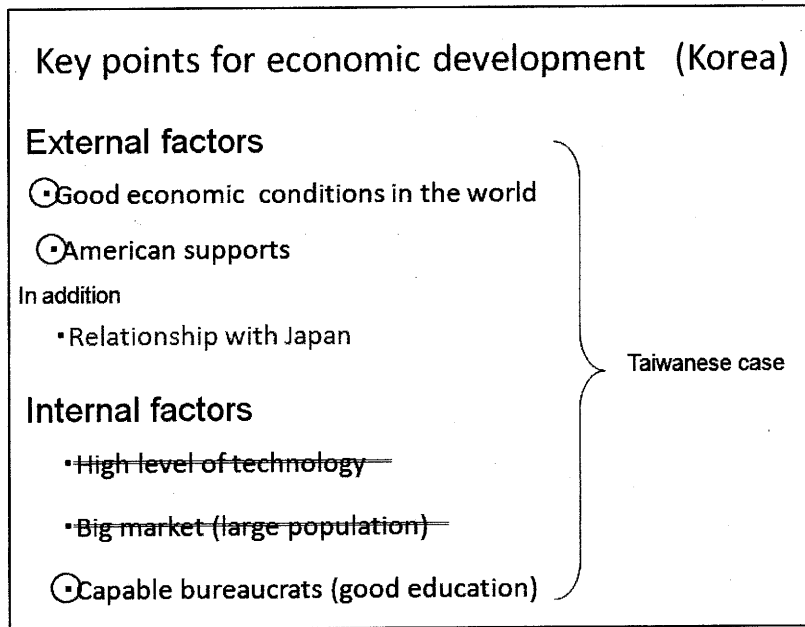 Key points for economic development (Korea)
External factors
・Good economic conditions in the world
・American supports
In addition
・Relationship with Japan
Taiwanese case
Internal factors
・High level of technology
・Big market (large population)
・Capable bureaucrats (good education)